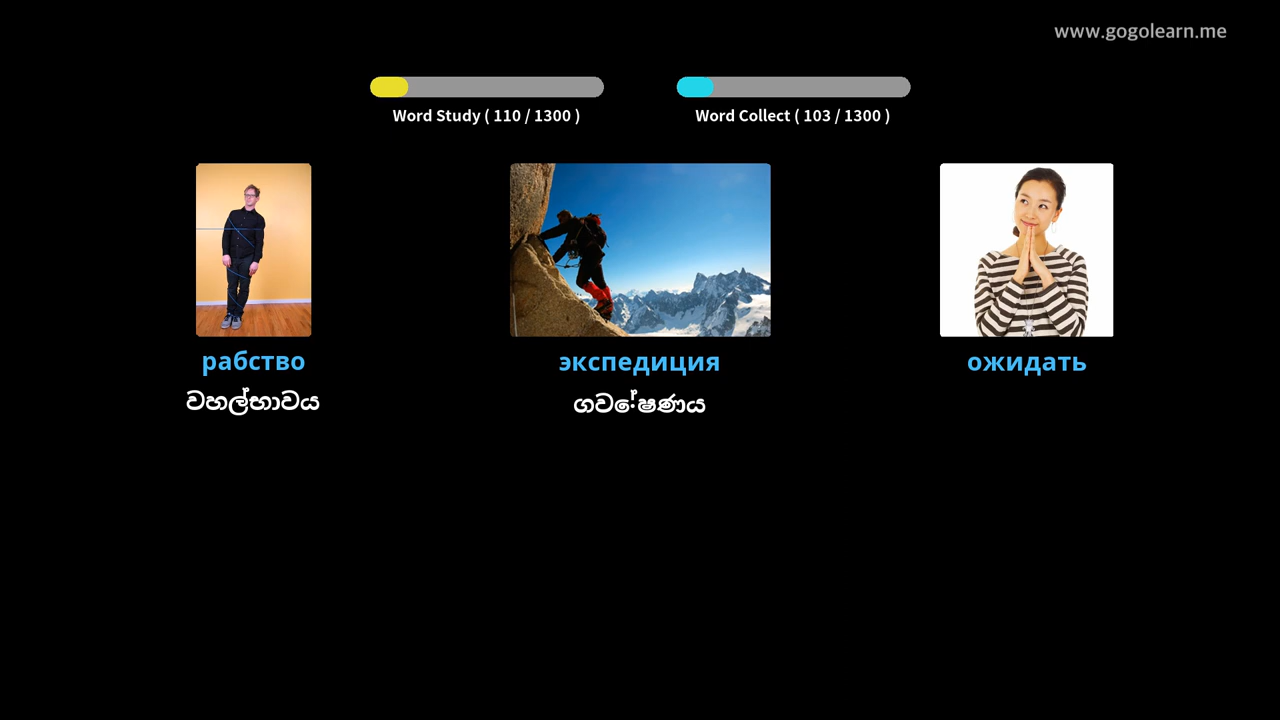 www.gogolearn.me
Word Study ( 110 / 1300 )
Word Collect ( 103 / 1300 )
рабство
экспедиция
ожидать
වහල්භාවය
ගවේෂණය